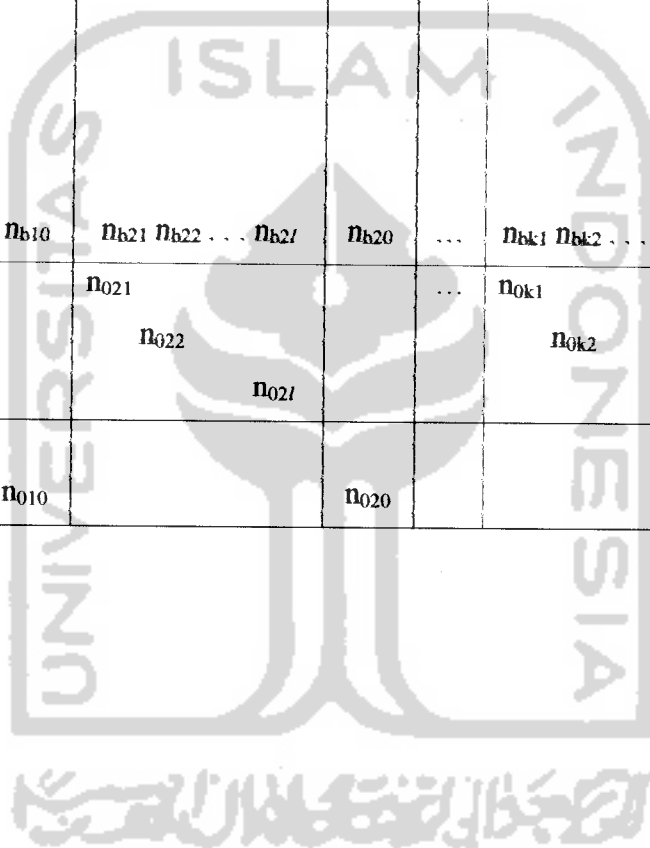 ISLAM
UNIVERSITAS
INDONESIA
n_b10 n_b21 n_b22 . . . n_b2l n_b20 ... n_bk1 n_bk2 . . .
n_021 ... n_0k1
n_022 n_0k2
n_02l
n_010 n_020